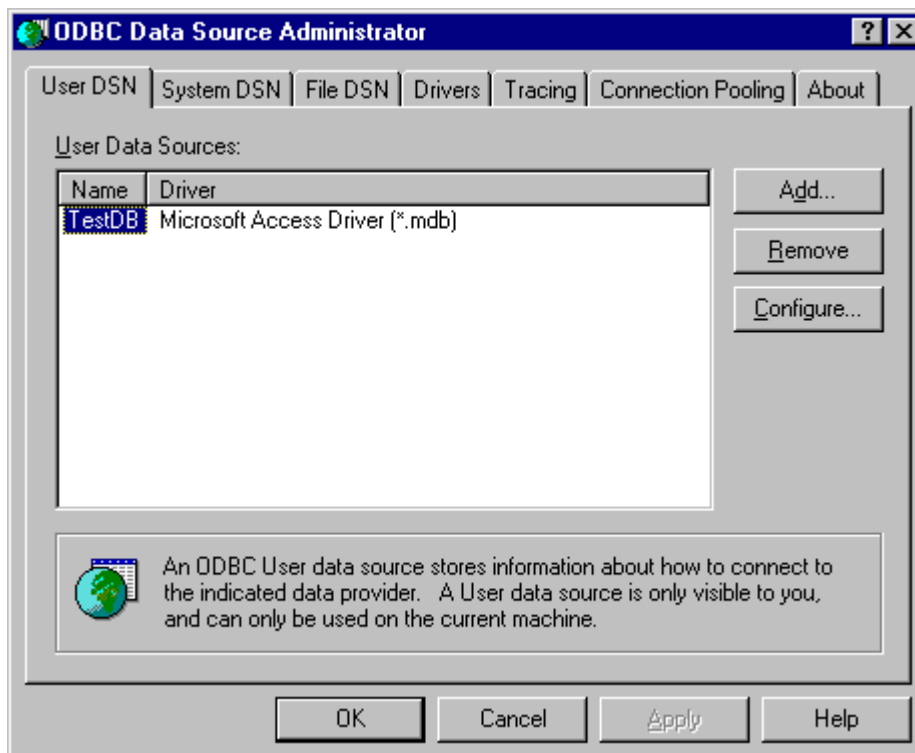 ODBC Data Source Administrator
User DSN System DSN File DSN Drivers Tracing Connection Pooling About
User Data Sources:
Name Driver
TestDB Microsoft Access Driver (*.mdb)
Add...
Remove
Configure...
An ODBC User data source stores information about how to connect to
the indicated data provider. A User data source is only visible to you,
and can only be used on the current machine.
OK Cancel Apply Help